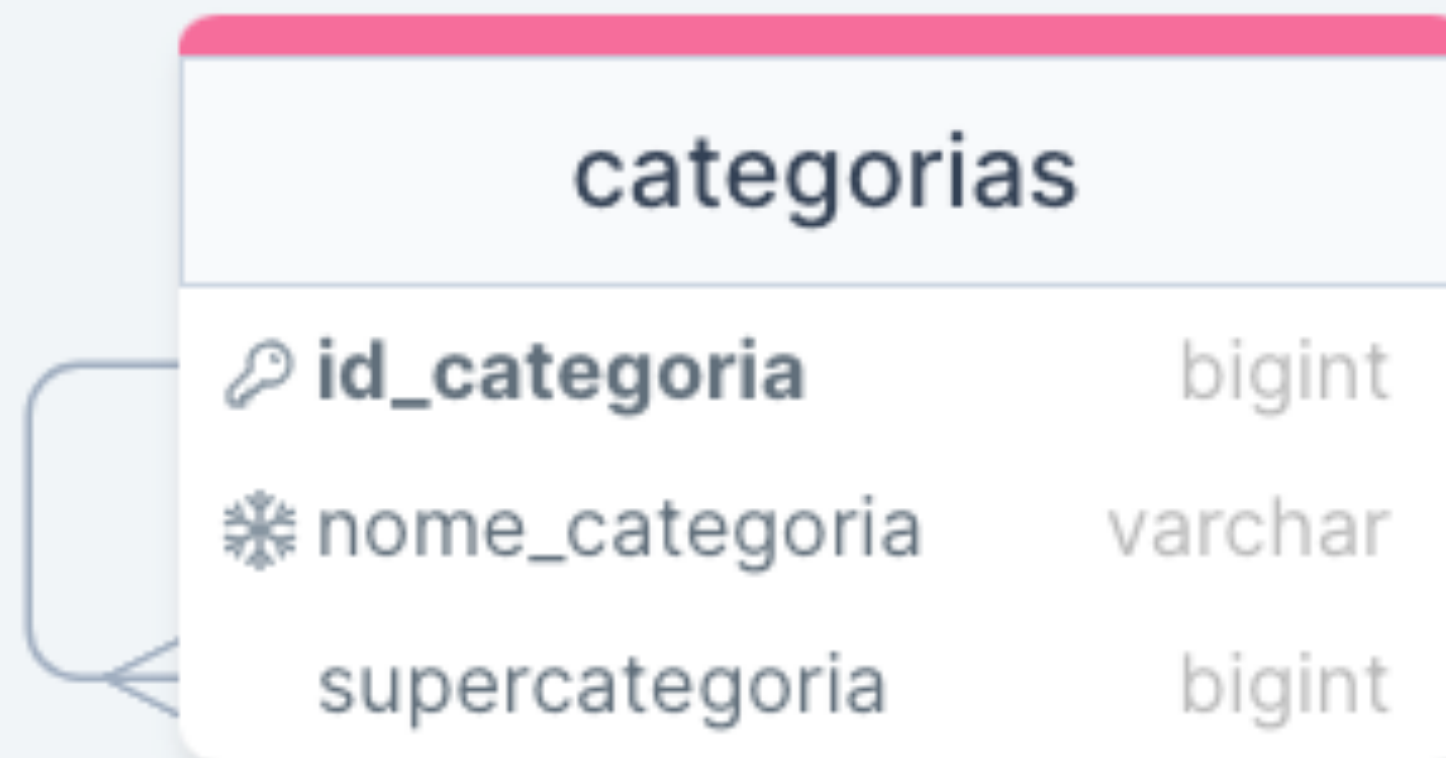 categorias
id_categoria bigint
nome_categoria varchar
supercategoria bigint